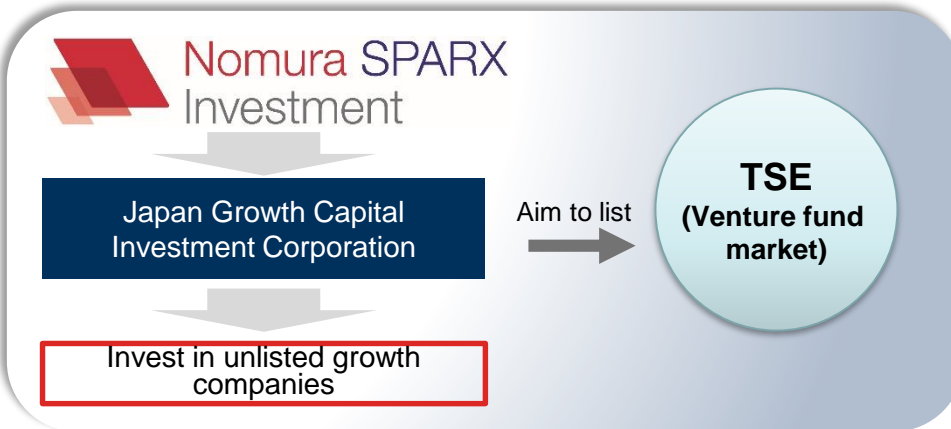 Nomura SPARX
Investment
Japan Growth Capital
Investment Corporation
Aim to list
TSE
(Venture fund
market)
Invest in unlisted growth
companies